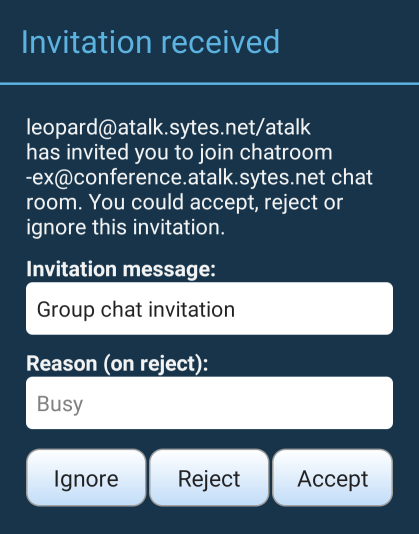 Invitation received
leopard@atalk.sytes.net/atalk
has invited you to join chatroom
-ex@conference.atalk.sytes.net chat
room. You could accept, reject or
ignore this invitation.
Invitation message:
Group chat invitation
Reason (on reject):
Busy
Ignore Reject Accept